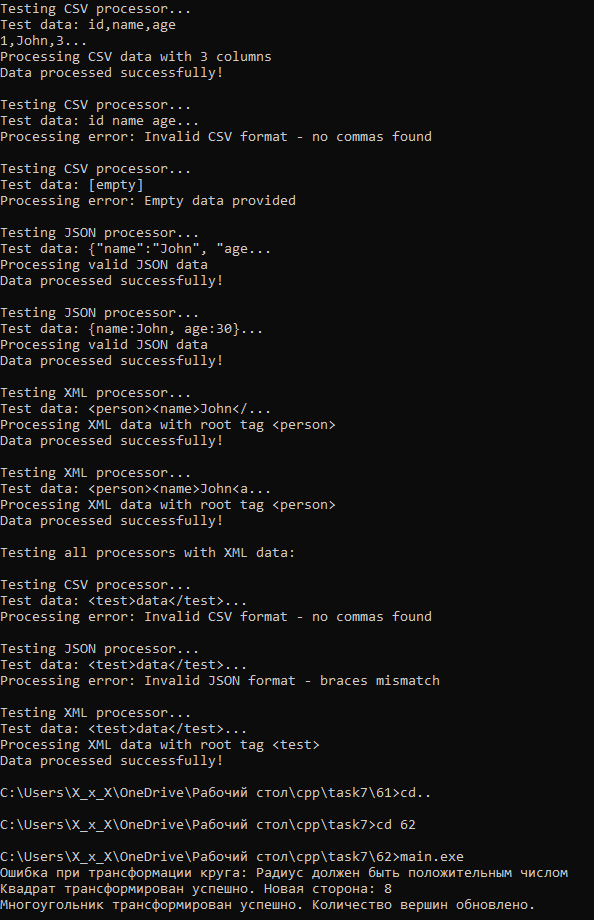 Testing CSV processor...
Test data: id,name,age
1,John,3...
Processing CSV data with 3 columns
Data processed successfully!
Testing CSV processor...
Test data: id name age...
Processing error: Invalid CSV format - no commas found
Testing CSV processor...
Test data: [empty]
Processing error: Empty data provided
Testing JSON processor...
Test data: {"name":"John", "age...
Processing valid JSON data
Data processed successfully!
Testing JSON processor...
Test data: {name:John, age:30}...
Processing valid JSON data
Data processed successfully!
Testing XML processor...
Test data: <person><name>John</...
Processing XML data with root tag <person>
Data processed successfully!
Testing XML processor...
Test data: <person><name>John<a...
Processing XML data with root tag <person>
Data processed successfully!
Testing all processors with XML data:
Testing CSV processor...
Test data: <test>data</test>...
Processing error: Invalid CSV format - no commas found
Testing JSON processor...
Test data: <test>data</test>...
Processing error: Invalid JSON format - braces mismatch
Testing XML processor...
Test data: <test>data</test>...
Processing XML data with root tag <test>
Data processed successfully!
C:\Users\X_x_X\OneDrive\Рабочий стол\cpp\task7\61>cd..
C:\Users\X_x_X\OneDrive\Рабочий стол\cpp\task7>cd 62
C:\Users\X_x_X\OneDrive\Рабочий стол\cpp\task7\62>main.exe
Ошибка при трансформации круга: Радиус должен быть положительным числом
Квадрат трансформирован успешно. Новая сторона: 8
Многоугольник трансформирован успешно. Количество вершин обновлено.